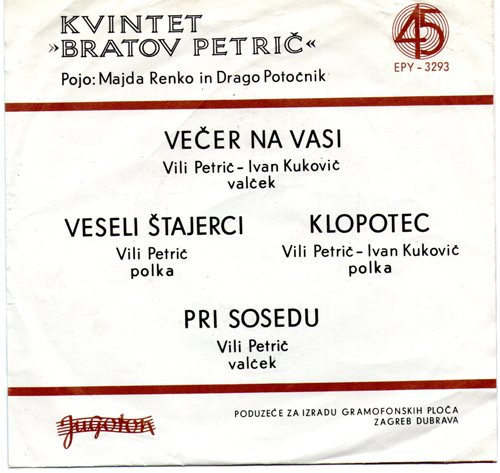 KVINTET
»BRATOV PETRIČ«
Pojo: Majda Renko in Drago Potočnik
45
EPY - 3293
VEČER NA VASI
Vili Petrič - Ivan Kukovič
valček
VESELI ŠTAJERCI
Vili Petrič
polka
KLOPOTEC
Vili Petrič - Ivan Kukovič
polka
PRI SOSEDU
Vili Petrič
valček
jugoton
PODUZEĆE ZA IZRADU GRAMOFONSKIH PLOČA
ZAGREB DUBRAVA